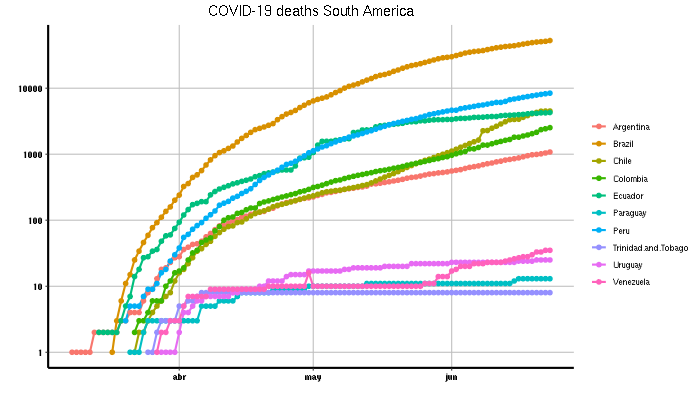 COVID-19 deaths South America
10000
1000
100
10
1
abr
may
jun
Argentina
Brazil
Chile
Colombia
Ecuador
Paraguay
Peru
Trinidad.and.Tobago
Uruguay
Venezuela